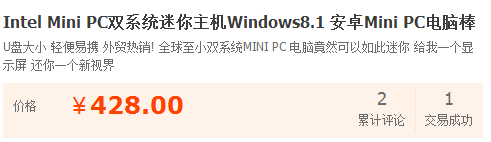 Intel Mini PC双系统迷你主机Windows8.1 安卓Mini PC电脑棒
U盘大小 轻便易携 外贸热销! 全球至小双系统MINI PC 电脑竟然可以如此迷你 给我一个显
示屏 还你一个新视界
价格 ￥428.00 2 1
累计评论 交易成功